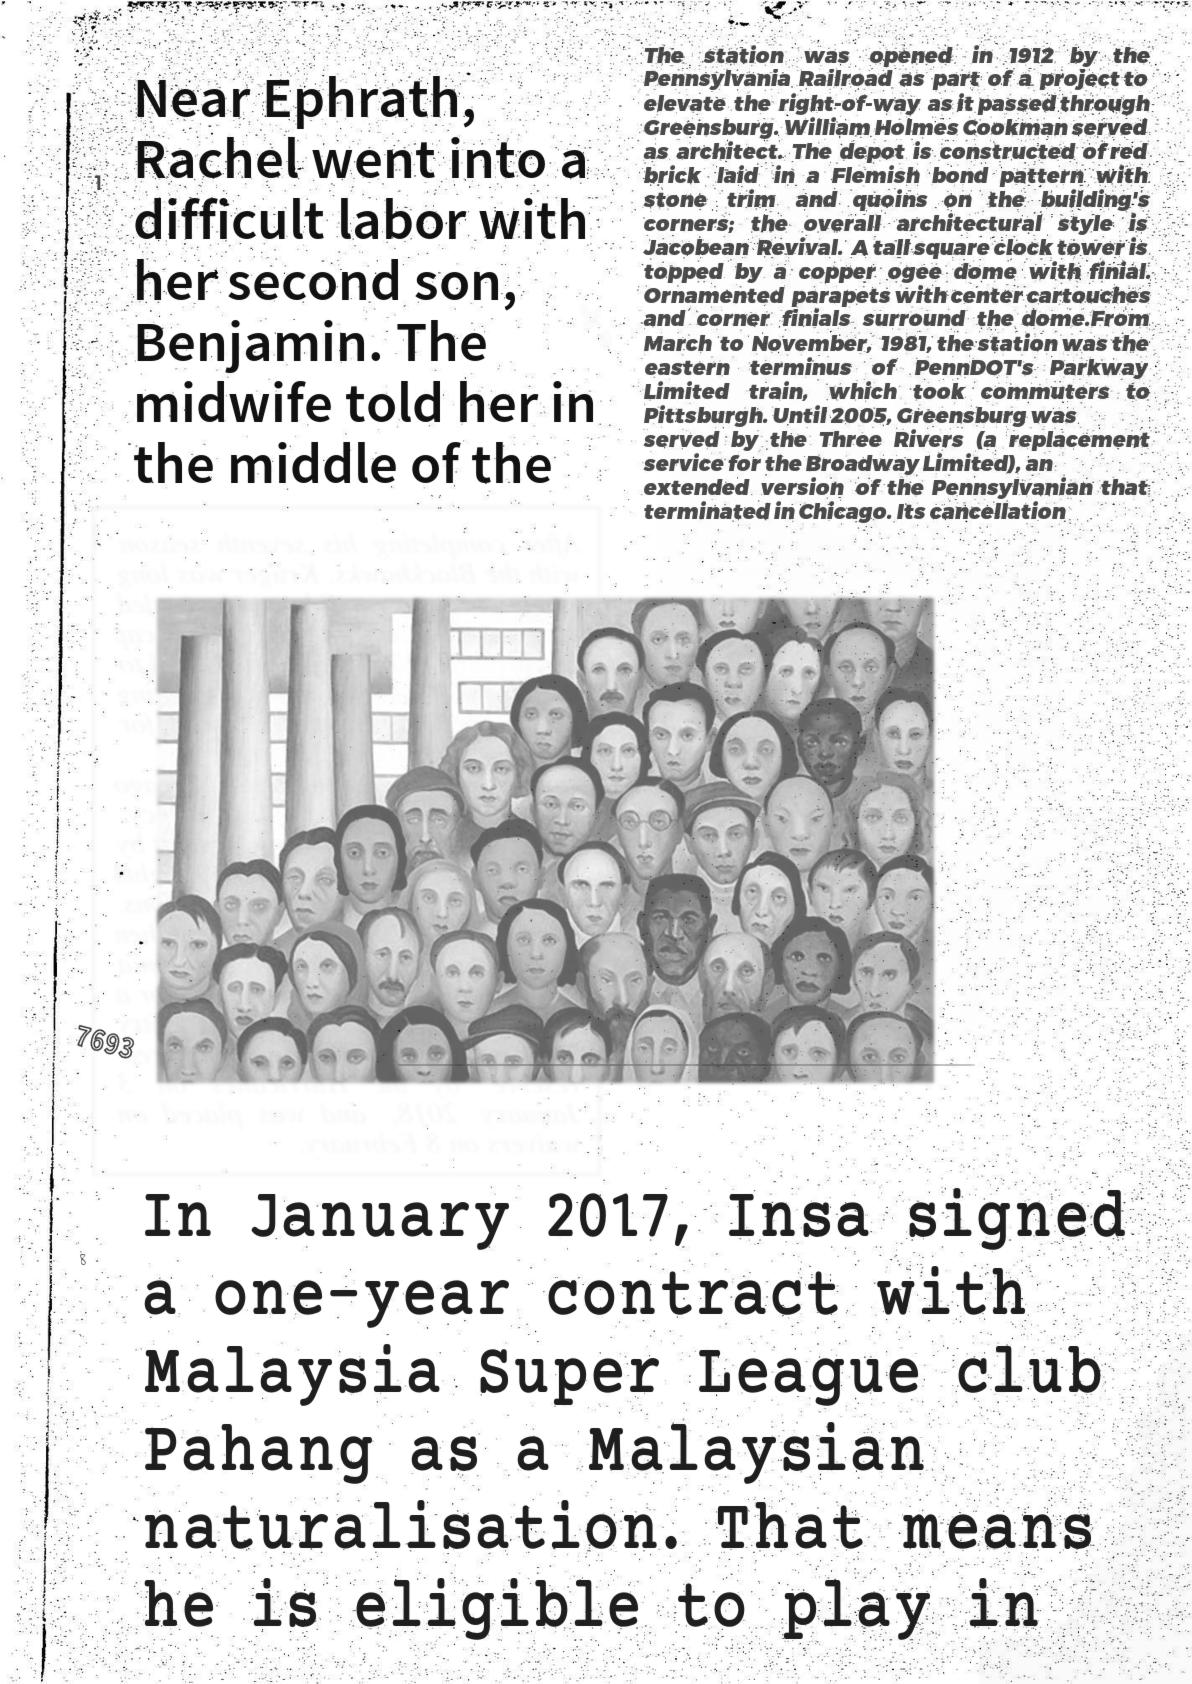 Near Ephrath,
Rachel went into a
difficult labor with
her second son,
Benjamin. The
midwife told her in
the middle of the
The station was opened in 1912 by the
Pennsylvania Railroad as part of a project to
elevate the right-of-way as it passed through
Greensburg. William Holmes Cookman served
as architect. The depot is constructed of red
brick laid in a Flemish bond pattern with
stone trim and quoins on the building's
corners; the overall architectural style is
Jacobean Revival. A tall square clock tower is
topped by a copper ogee dome with finial.
Ornamented parapets with center cartouches
and corner finials surround the dome.From
March to November, 1981, the station was the
eastern terminus of PennDOT's Parkway
Limited train, which took commuters to
Pittsburgh. Until 2005, Greensburg was
served by the Three Rivers (a replacement
service for the Broadway Limited), an
extended version of the Pennsylvanian that
terminated in Chicago. Its cancellation
1
7693
8
In January 2017, Insa signed
a one-year contract with
Malaysia Super League club
Pahang as a Malaysian
naturalisation. That means
he is eligible to play in